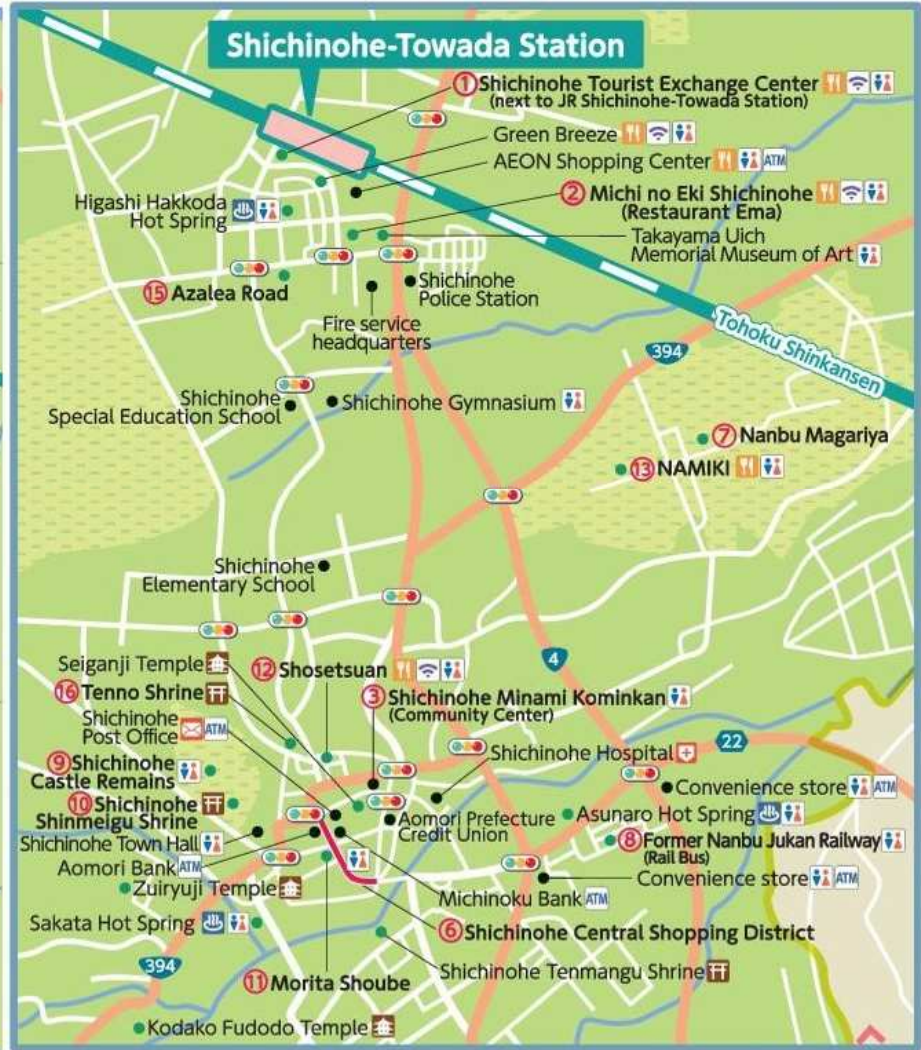 Shichinohe-Towada Station
① Shichinohe Tourist Exchange Center
(next to JR Shichinohe-Towada Station)
Green Breeze
AEON Shopping Center ATM
Higashi Hakkoda
Hot Spring
② Michi no Eki Shichinohe
(Restaurant Ema)
Takayama Uich
Memorial Museum of Art
⑮ Azalea Road
Shichinohe
Police Station
Fire service
headquarters
Tohoku Shinkansen
394
Shichinohe
Special Education School
Shichinohe Gymnasium
⑦ Nanbu Magariya
⑬ NAMIKI
Shichinohe
Elementary School
Seiganji Temple
⑫ Shosetsuan
4
⑯ Tenno Shrine
③ Shichinohe Minami Kominkan
(Community Center)
Shichinohe
Post Office ATM
22
Shichinohe Hospital
⑨ Shichinohe
Castle Remains
Convenience store ATM
⑩ Shichinohe
Shinmeigu Shrine
Aomori Prefecture
Credit Union
Asunaro Hot Spring
Shichinohe Town Hall
⑧ Former Nanbu Jukan Railway
(Rail Bus)
Aomori Bank ATM
Convenience store ATM
Zuiryuji Temple
Michinoku Bank ATM
Sakata Hot Spring
⑥ Shichinohe Central Shopping District
394
Shichinohe Tenmangu Shrine
⑪ Morita Shoube
Kodako Fudodo Temple